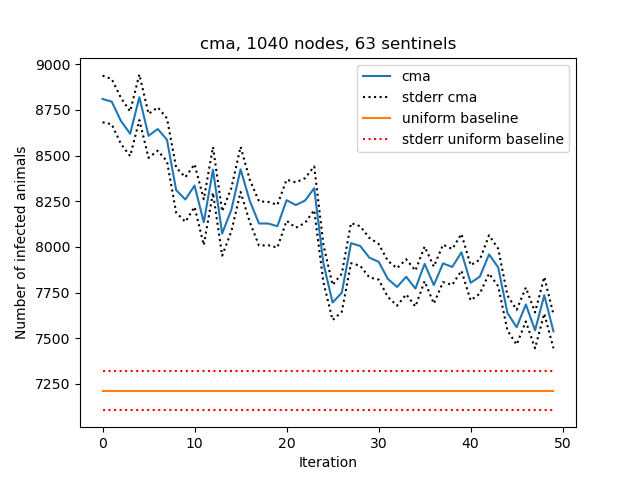 cma, 1040 nodes, 63 sentinels
Number of infected animals
9000
8750
8500
8250
8000
7750
7500
7250
cma
stderr cma
uniform baseline
stderr uniform baseline
0
10
20
30
40
50
Iteration